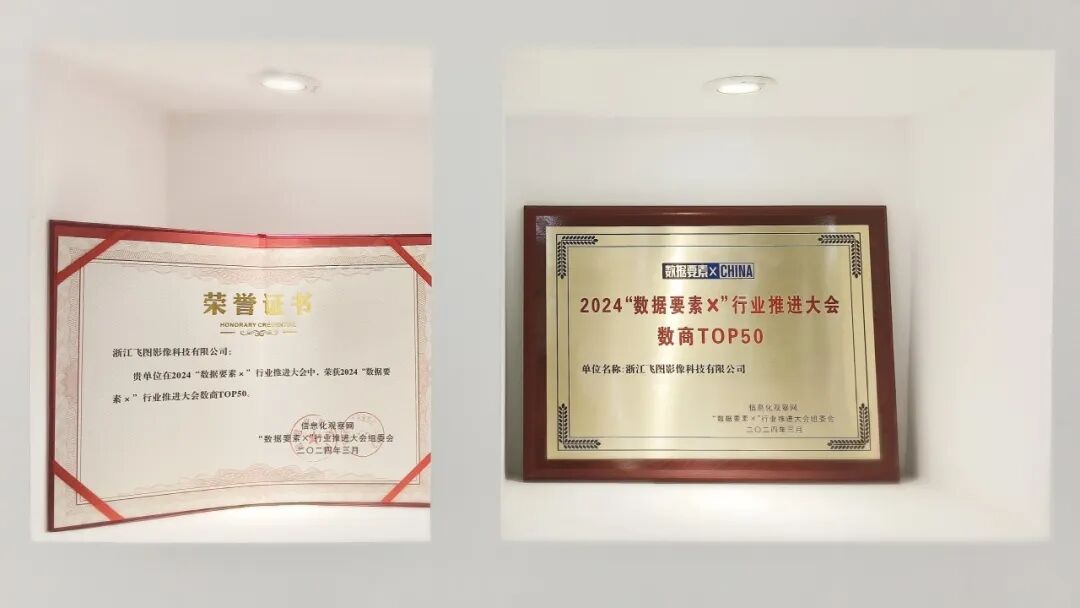 荣誉证书
HONORARY CREDENTIAL
浙江飞图影像科技有限公司：
贵单位在2024“数据要素×”行业推进大会中，荣获2024“数据要
素×”行业推进大会数商TOP50。
信息化观察网
“数据要素×”行业推进大会组委会
二〇二四年三月
数据要素×CHINA
2024“数据要素×”行业推进大会
数商TOP50
单位名称:浙江飞图影像科技有限公司
信息化观察网
“数据要素×”行业推进大会组委会
二〇二四年三月